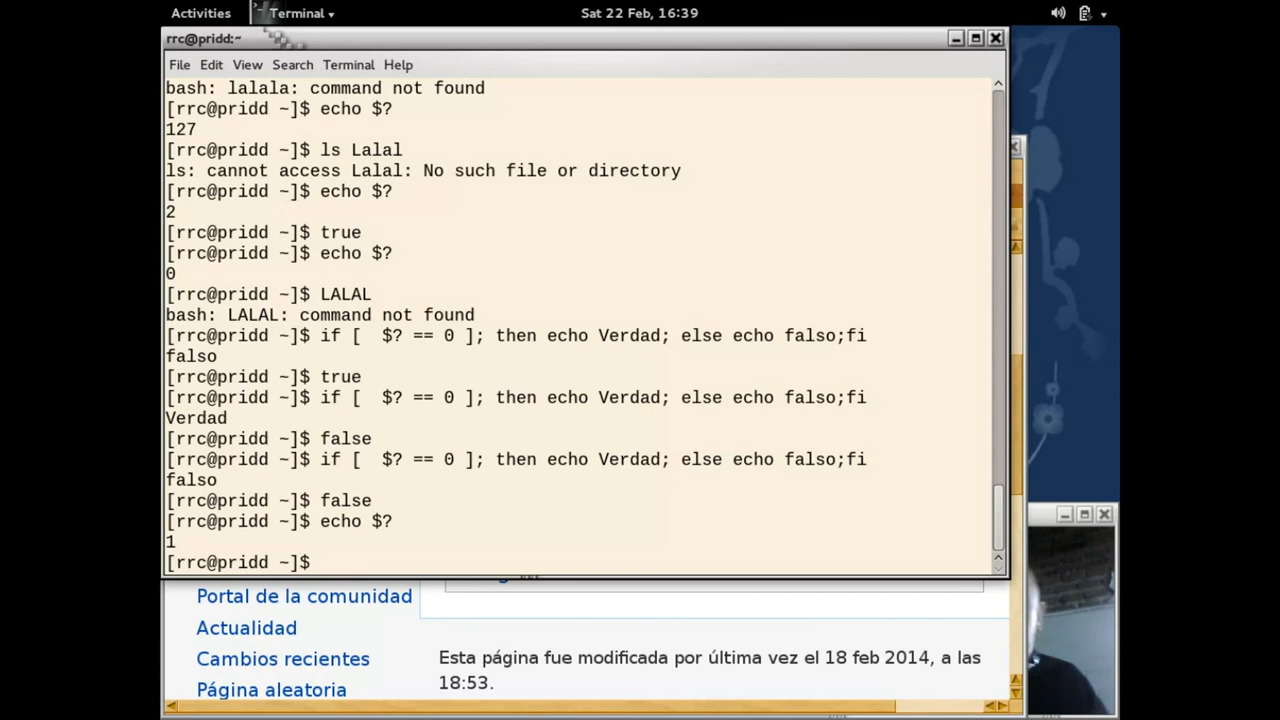 Activities
Terminal
Sat 22 Feb, 16:39
rrc@pridd:~
File Edit View Search Terminal Help
bash: lalala: command not found
[rrc@pridd ~]$ echo $?
127
[rrc@pridd ~]$ ls Lalal
ls: cannot access Lalal: No such file or directory
[rrc@pridd ~]$ echo $?
2
[rrc@pridd ~]$ true
[rrc@pridd ~]$ echo $?
0
[rrc@pridd ~]$ LALAL
bash: LALAL: command not found
[rrc@pridd ~]$ if [  $? == 0 ]; then echo Verdad; else echo falso;fi
falso
[rrc@pridd ~]$ true
[rrc@pridd ~]$ if [  $? == 0 ]; then echo Verdad; else echo falso;fi
Verdad
[rrc@pridd ~]$ false
[rrc@pridd ~]$ if [  $? == 0 ]; then echo Verdad; else echo falso;fi
falso
[rrc@pridd ~]$ false
[rrc@pridd ~]$ echo $?
1
[rrc@pridd ~]$
Portal de la comunidad
Actualidad
Cambios recientes
Página aleatoria
Esta página fue modificada por última vez el 18 feb 2014, a las
18:53.